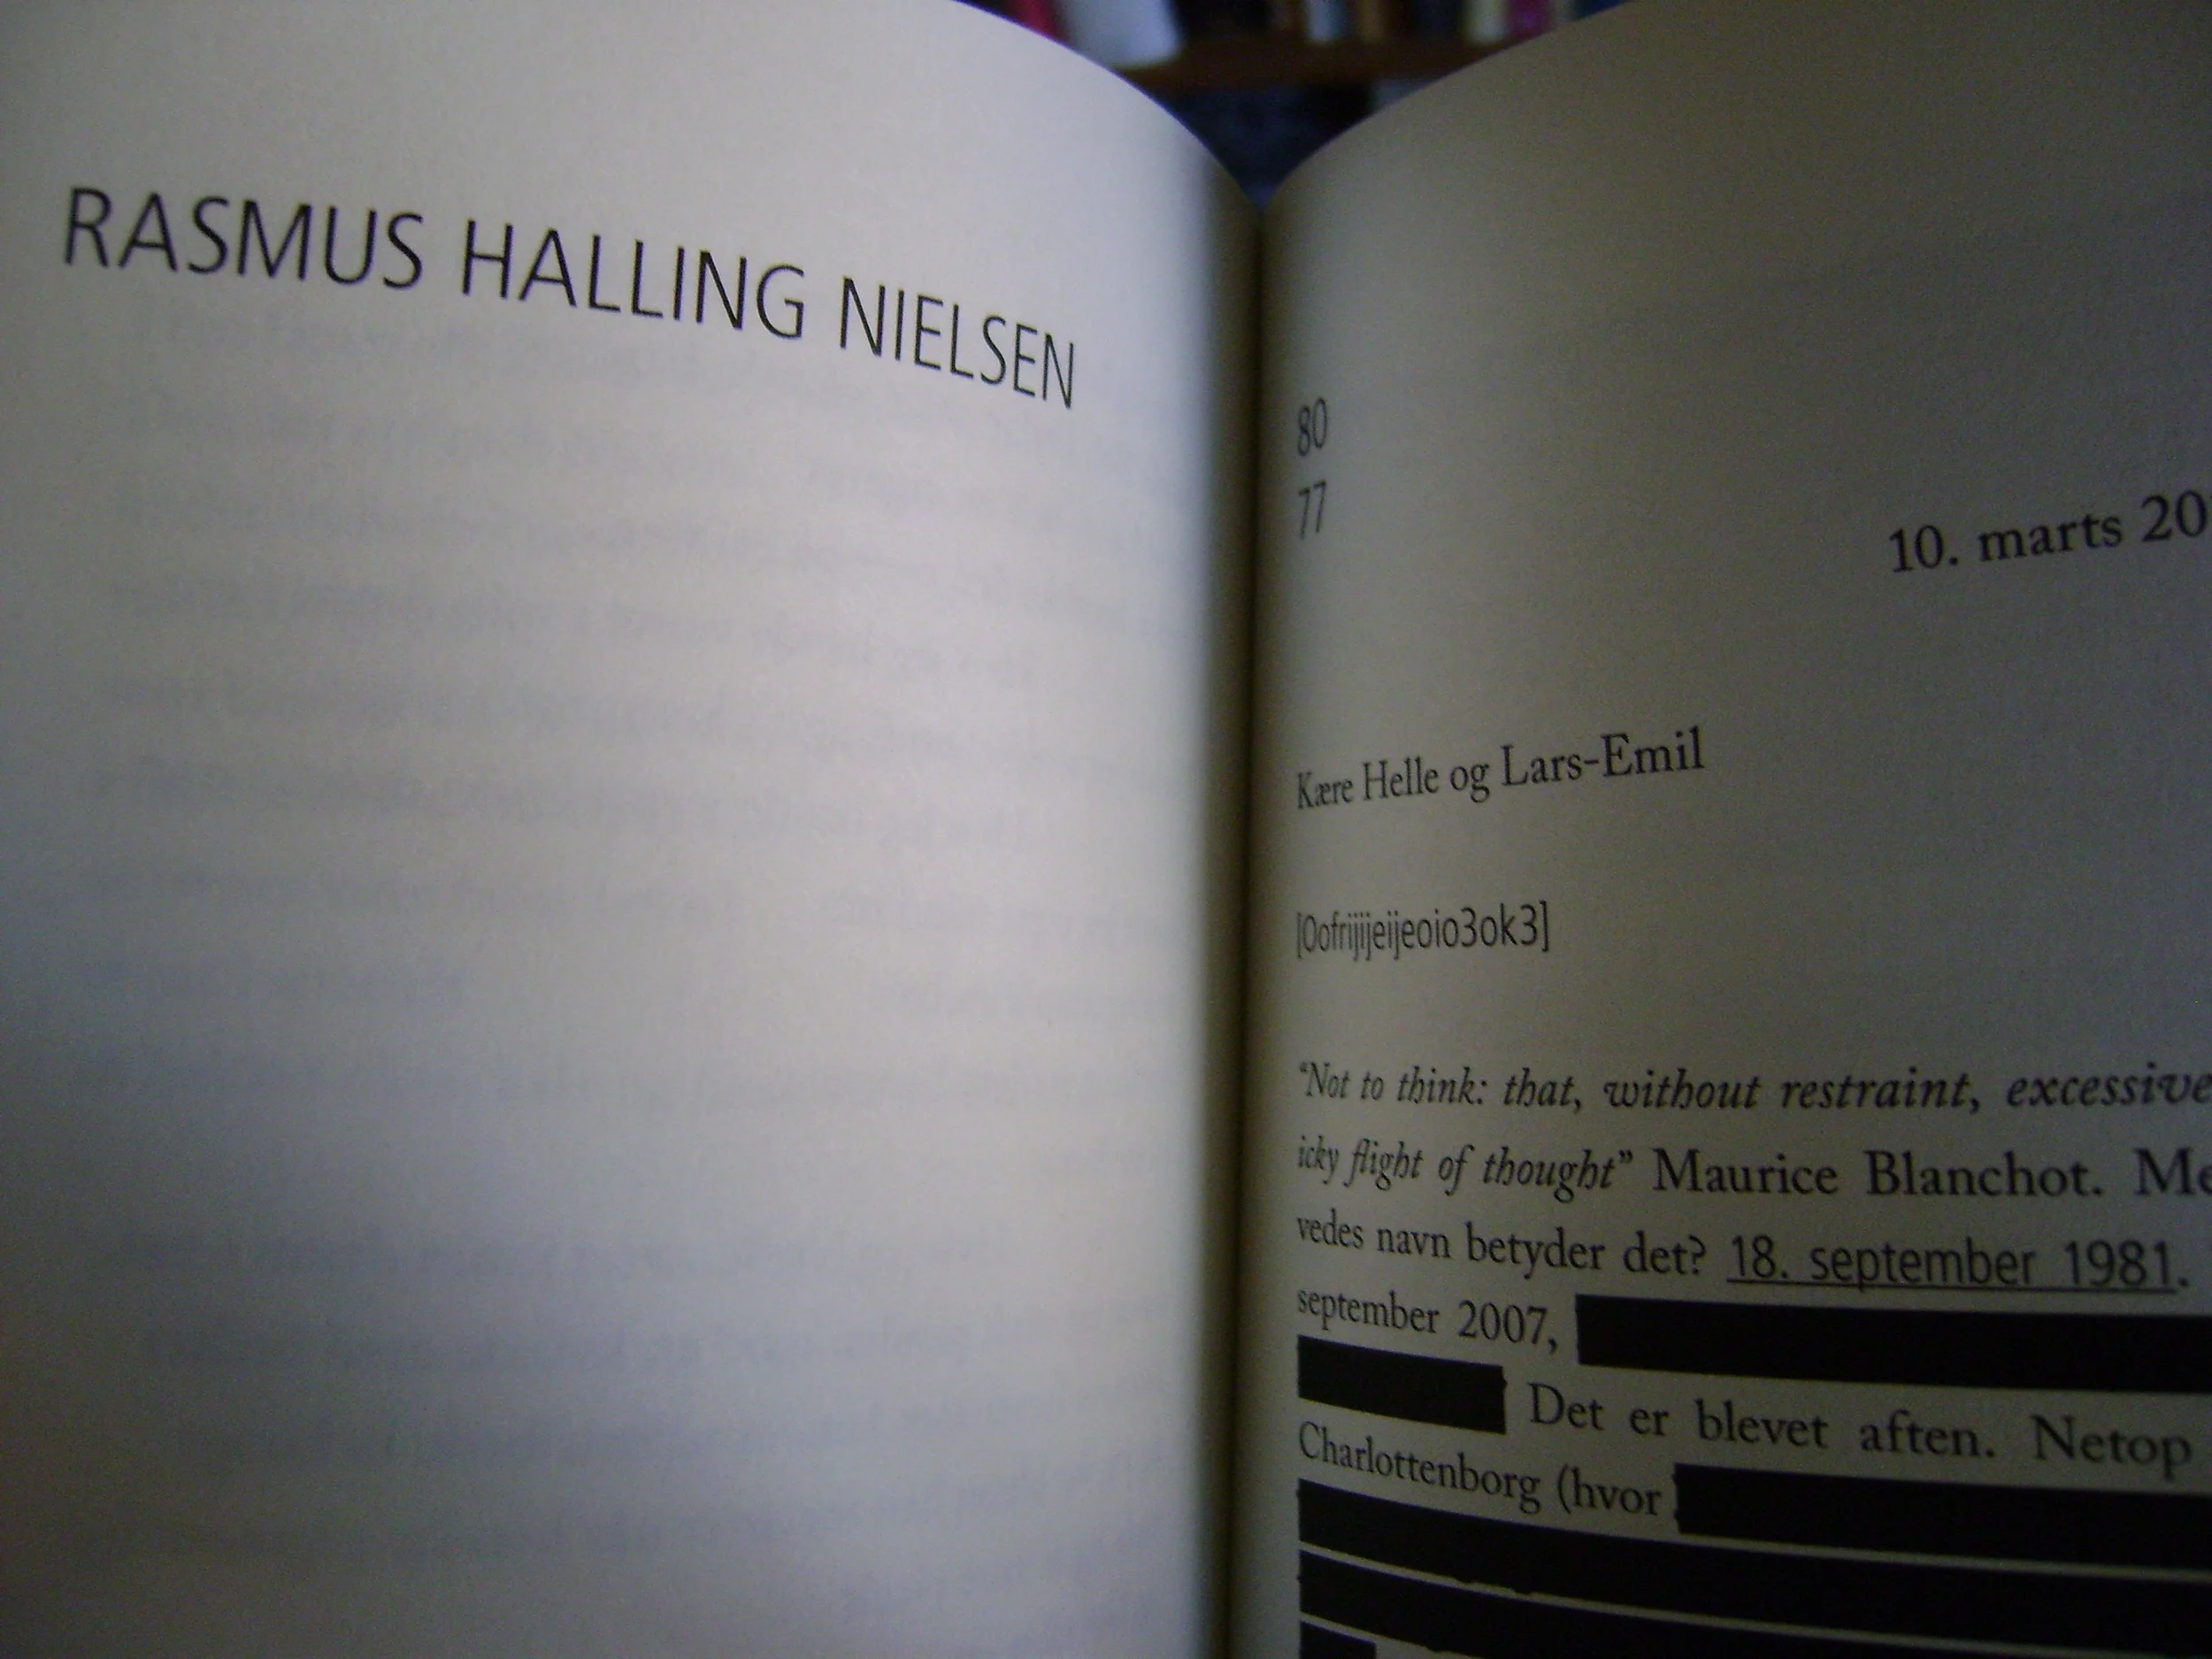 RASMUS HALLING NIELSEN
80
77
10. marts 20
Kære Helle og Lars-Emil
[Oofrijijeijeoio3ok3]
“Not to think: that, without restraint, excessive
icky flight of thought” Maurice Blanchot. Me
vedes navn betyder det? 18. september 1981.
september 2007,
Det er blevet aften. Netop
Charlottenborg (hvor